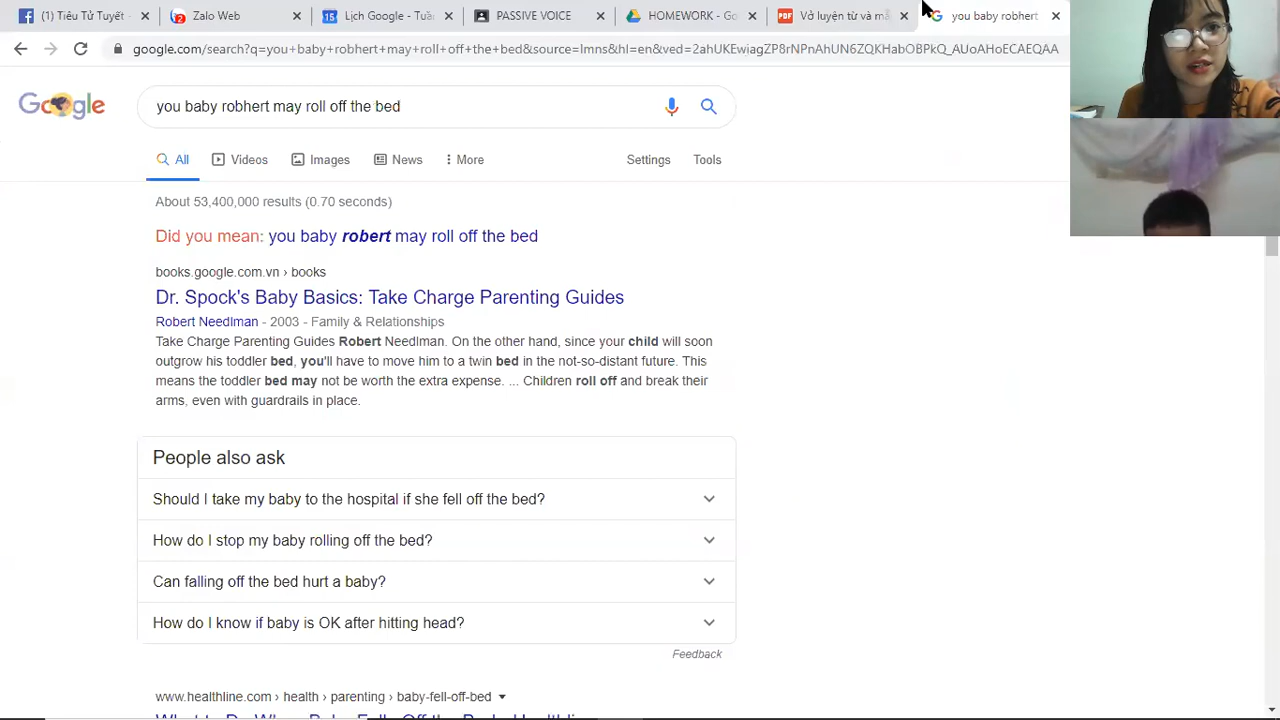 (1) Tiêu Tử Tuyết - Zalo Web Lịch Google - Tuầ PASSIVE VOICE HOMEWORK - Go Vở luyện từ và mẫ you baby robhert
google.com/search?q=you+baby+robhert+may+roll+off+the+bed&source=lmns&hl=en&ved=2ahUKEwiagZP8rNPnAhUN6ZQKHabOBPkQ_AUoAHoECAEQAA
Google you baby robhert may roll off the bed
All Videos Images News More Settings Tools
About 53,400,000 results (0.70 seconds)
Did you mean: you baby robert may roll off the bed
books.google.com.vn › books
Dr. Spock's Baby Basics: Take Charge Parenting Guides
Robert Needlman - 2003 - Family & Relationships
Take Charge Parenting Guides Robert Needlman. On the other hand, since your child will soon
outgrow his toddler bed, you'll have to move him to a twin bed in the not-so-distant future. This
means the toddler bed may not be worth the extra expense. ... Children roll off and break their
arms, even with guardrails in place.
People also ask
Should I take my baby to the hospital if she fell off the bed?
How do I stop my baby rolling off the bed?
Can falling off the bed hurt a baby?
How do I know if baby is OK after hitting head?
Feedback
www.healthline.com › health › parenting › baby-fell-off-bed